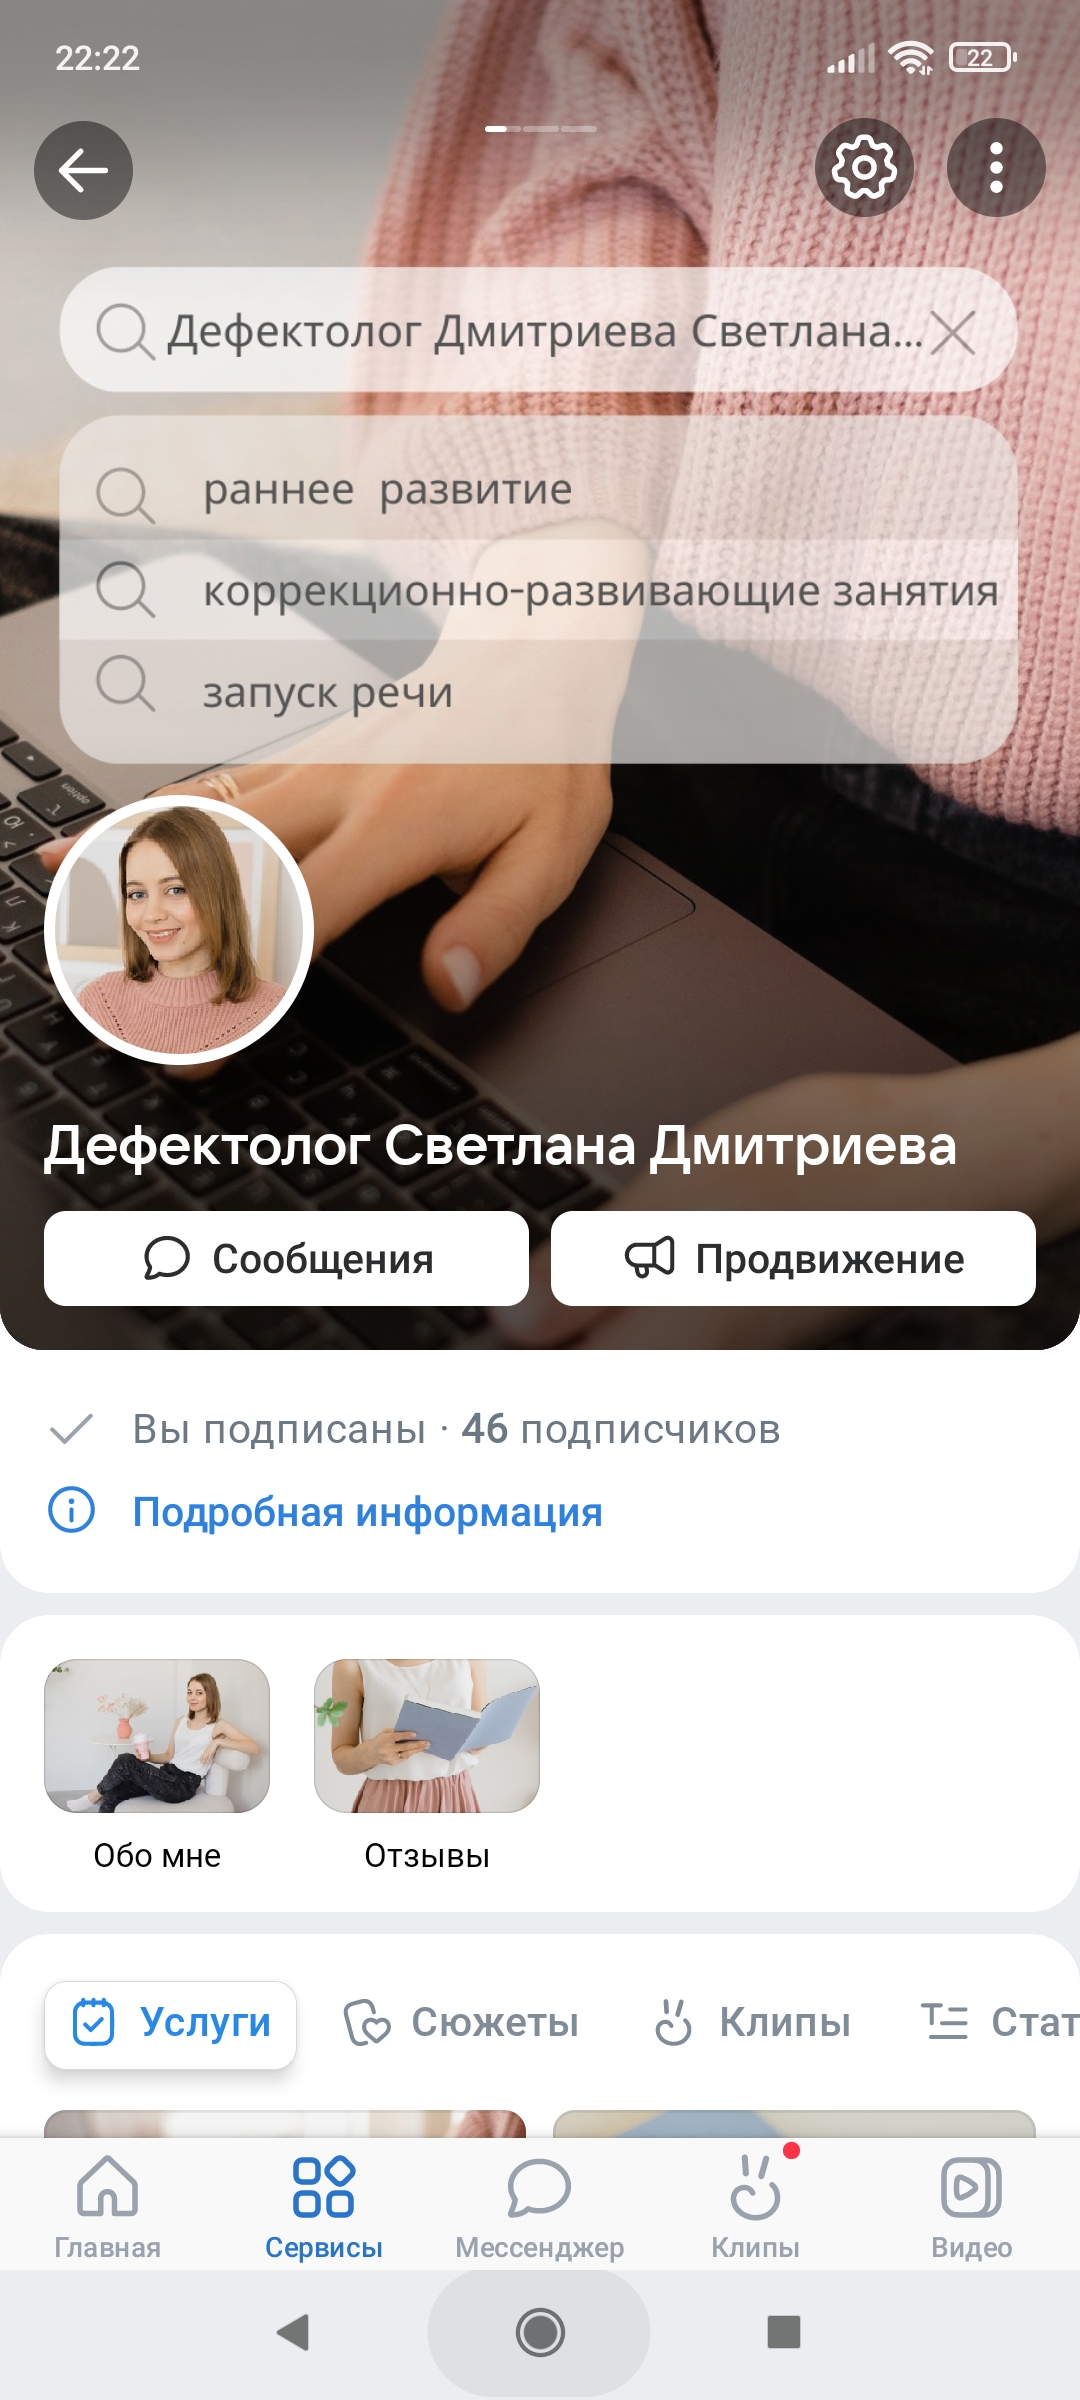 22:22
22
Дефектолог Дмитриева Светлана...
раннее развитие
коррекционно-развивающие занятия
запуск речи
Дефектолог Светлана Дмитриева
Сообщения
Продвижение
Вы подписаны · 46 подписчиков
Подробная информация
Обо мне
Отзывы
Услуги
Сюжеты
Клипы
Стат
Главная
Сервисы
Мессенджер
Клипы
Видео